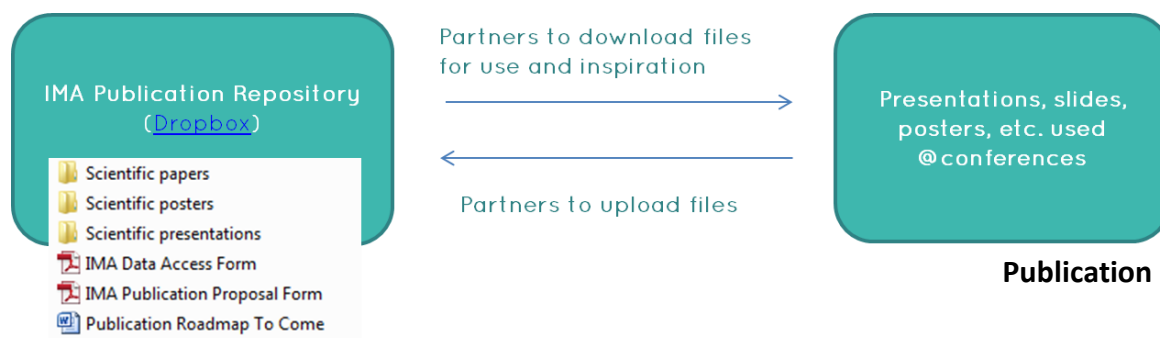 IMA Publication Repository
(Dropbox)
Scientific papers
Scientific posters
Scientific presentations
IMA Data Access Form
IMA Publication Proposal Form
Publication Roadmap To Come
Partners to download files
for use and inspiration
Partners to upload files
Presentations, slides,
posters, etc. used
@conferences
Publication